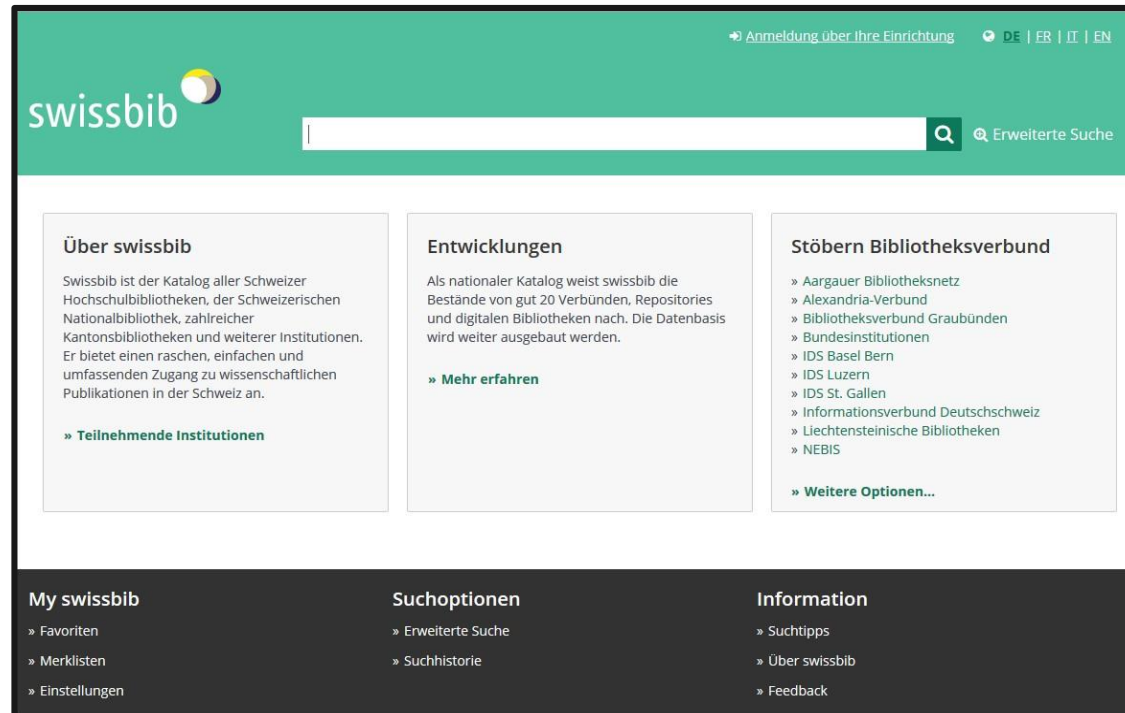 Anmeldung über Ihre Einrichtung DE | FR | IT | EN
swissbib
Erweiterte Suche
Über swissbib
Swissbib ist der Katalog aller Schweizer
Hochschulbibliotheken, der Schweizerischen
Nationalbibliothek, zahlreicher
Kantonsbibliotheken und weiterer Institutionen.
Er bietet einen raschen, einfachen und
umfassenden Zugang zu wissenschaftlichen
Publikationen in der Schweiz an.
» Teilnehmende Institutionen
Entwicklungen
Als nationaler Katalog weist swissbib die
Bestände von gut 20 Verbünden, Repositories
und digitalen Bibliotheken nach. Die Datenbasis
wird weiter ausgebaut werden.
» Mehr erfahren
Stöbern Bibliotheksverbund
» Aargauer Bibliotheksnetz
» Alexandria-Verbund
» Bibliotheksverbund Graubünden
» Bundesinstitutionen
» IDS Basel Bern
» IDS Luzern
» IDS St. Gallen
» Informationsverbund Deutschschweiz
» Liechtensteinische Bibliotheken
» NEBIS
» Weitere Optionen...
My swissbib
» Favoriten
» Merklisten
» Einstellungen
Suchoptionen
» Erweiterte Suche
» Suchhistorie
Information
» Suchtipps
» Über swissbib
» Feedback